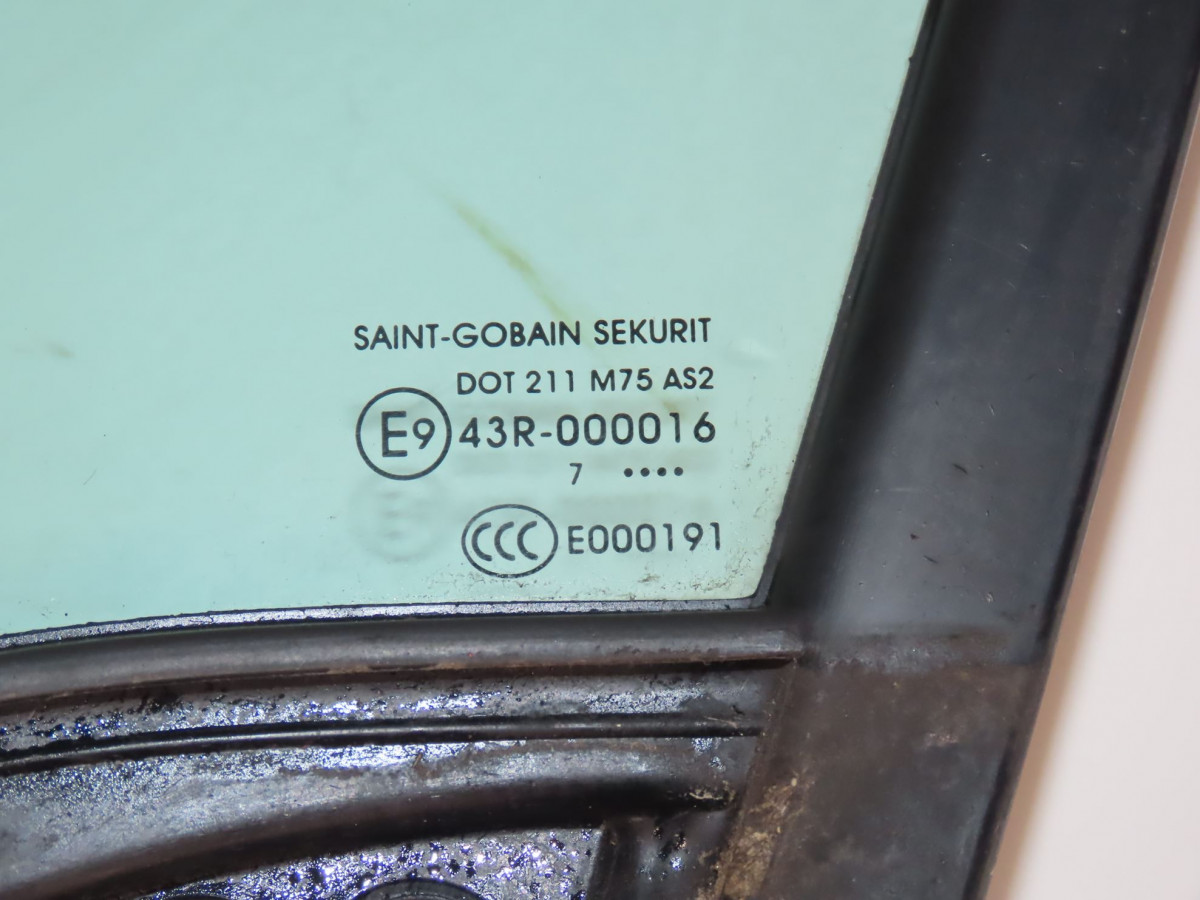 SAINT-GOBAIN SEKURIT
DOT 211 M75 AS2
E9 43R-000016
7 ••••
CCC E000191